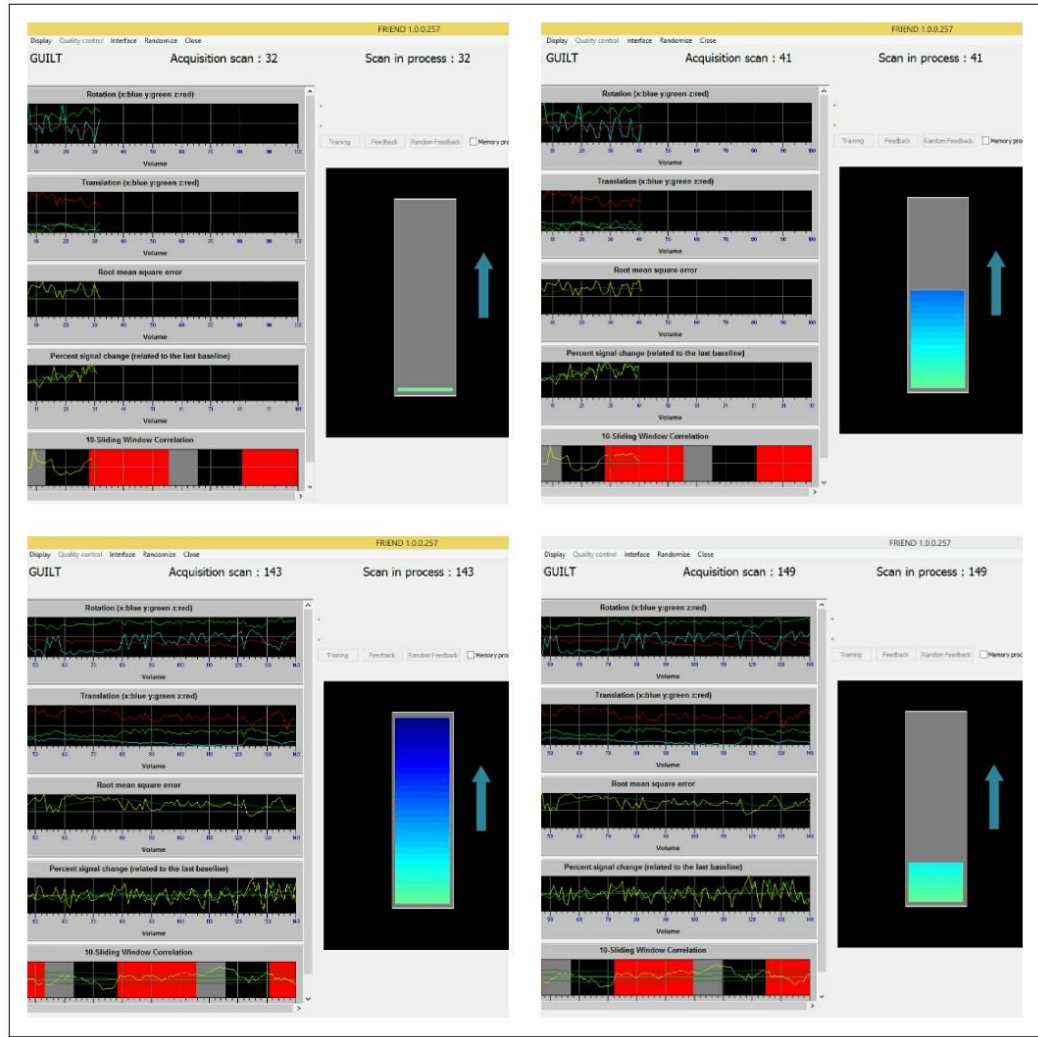 FRIEND 1.0.0.257
Display Quality control Interface Randomize Close
GUILT Acquisition scan : 32 Scan in process : 32
Rotation (x:blue y:green z:red)
Volume
Training Feedback Random Feedback Memory proc
Translation (x:blue y:green z:red)
Volume
Root mean square error
Volume
Percent signal change (related to the last baseline)
Volume
10-Sliding Window Correlation
FRIEND 1.0.0.257
Display Quality control Interface Randomize Close
: GUILT Acquisition scan : 41 Scan in process : 41
Rotation (x:blue y:green z:red)
Volume
Training Feedback Random Feedback Memory pro
Translation (x:blue y:green z:red)
Volume
Root mean square error
Volume
Percent signal change (related to the last baseline)
Volume
10-Sliding Window Correlation
FRIEND 1.0.0.257
Display Quality control Interface Randomize Close
GUILT Acquisition scan : 143 Scan in process : 143
Rotation (x:blue y:green z:red)
Volume
Training Feedback Random Feedback Memory proc
Translation (x:blue y:green z:red)
Volume
Root mean square error
Volume
Percent signal change (related to the last baseline)
Volume
10-Sliding Window Correlation
FRIEND 1.0.0.257
Display Quality control Interface Randomize Close
GUILT Acquisition scan : 149 Scan in process : 149
Rotation (x:blue y:green z:red)
Volume
Training Feedback Random Feedback Memory proc
Translation (x:blue y:green z:red)
Volume
Root mean square error
Volume
Percent signal change (related to the last baseline)
Volume
10-Sliding Window Correlation